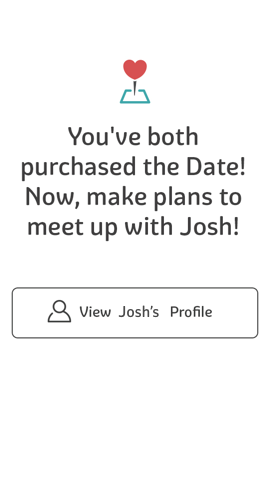 You've both
purchased the Date!
Now, make plans to
meet up with Josh!
View Josh's Profile